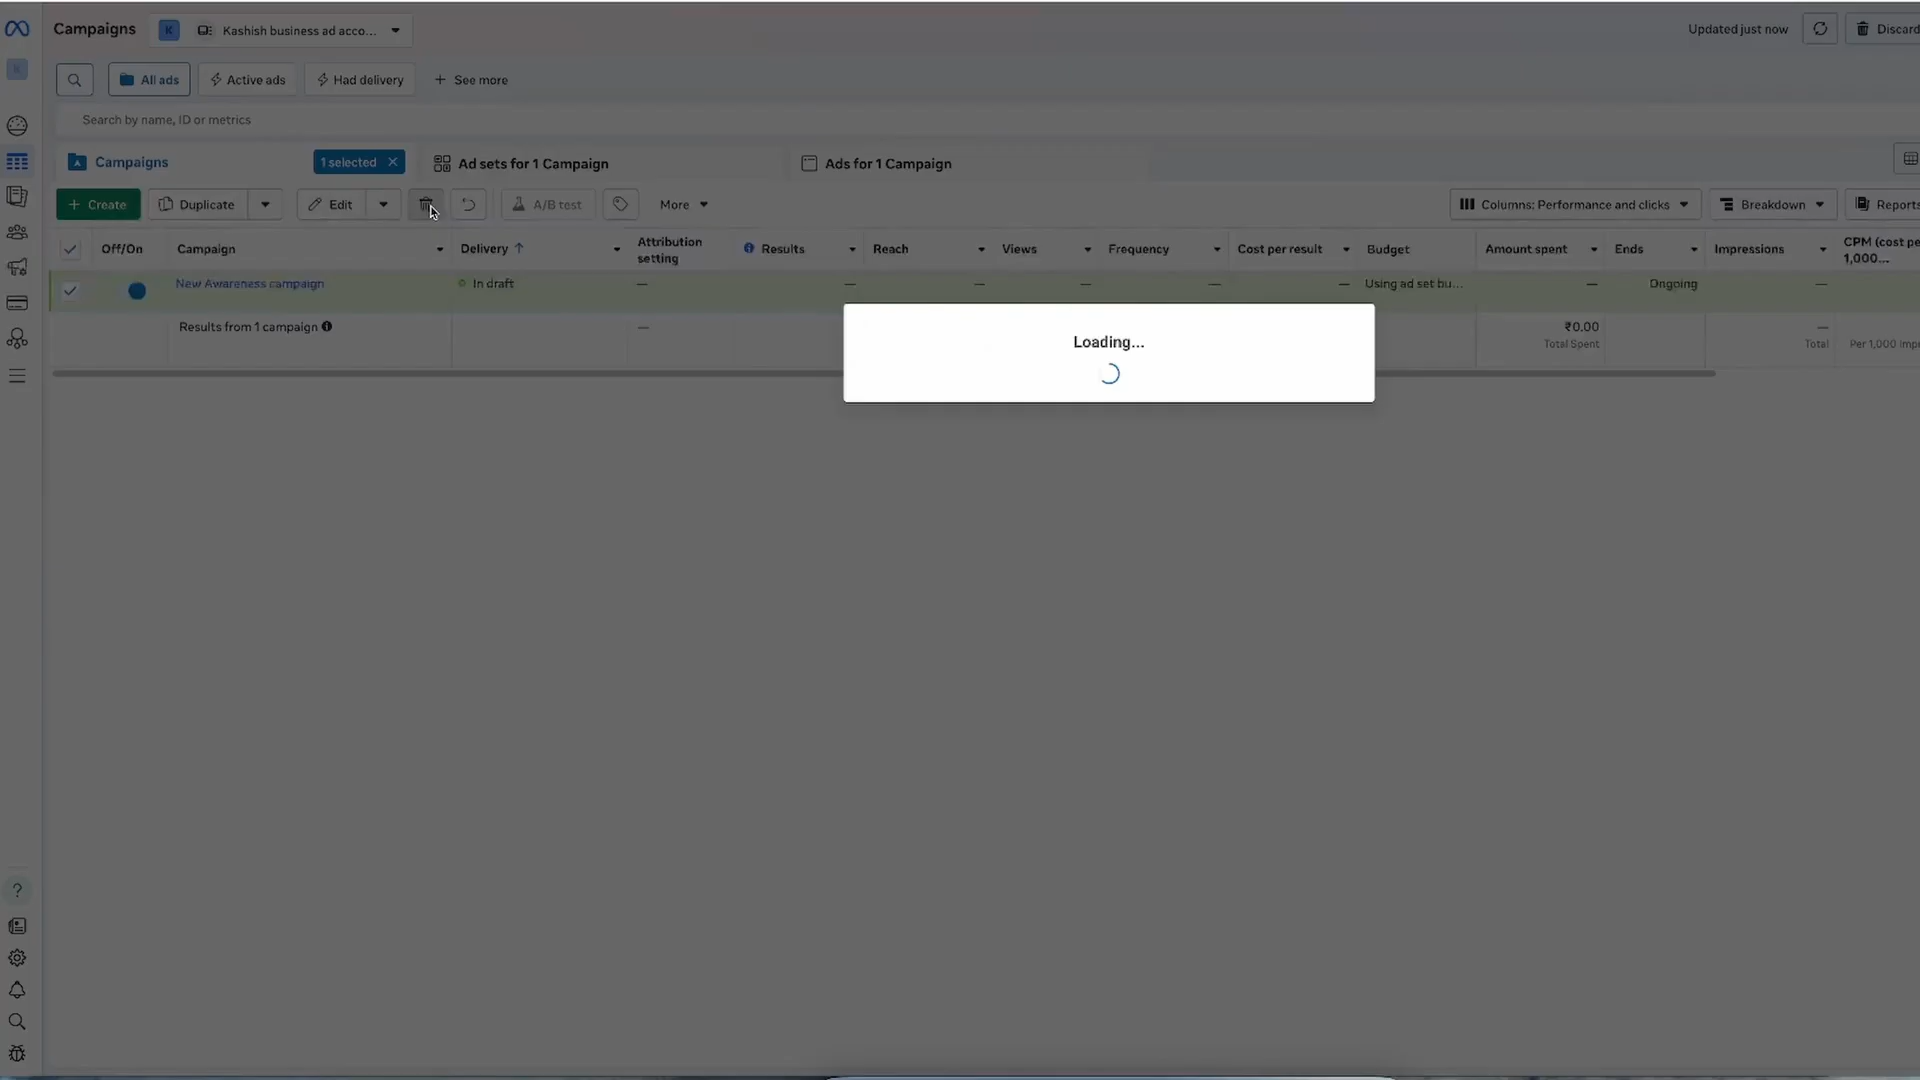 Campaigns
K
Kashish business ad acco...
Updated just now
Discard
All ads
Active ads
Had delivery
+ See more
Search by name, ID or metrics
Campaigns
1 selected
Ad sets for 1 Campaign
Ads for 1 Campaign
+ Create
Duplicate
Edit
A/B test
More
Columns: Performance and clicks
Breakdown
Reports
Off/On
Campaign
Delivery ↑
Attribution
setting
Results
Reach
Views
Frequency
Cost per result
Budget
Amount spent
Ends
Impressions
CPM (cost pe
1,000...
New Awareness campaign
In draft
—
—
—
—
—
—
Using ad set bu...
—
Ongoing
—
Results from 1 campaign
—
₹0.00
Total Spent
—
Total
Per 1,000 Impre
Loading...
?